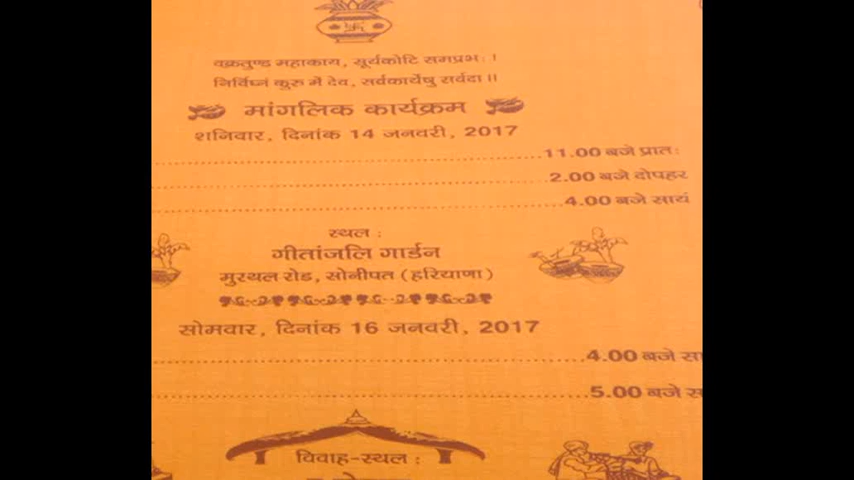 वक्रतुण्ड महाकाय, सूर्यकोटि समप्रभः !
निर्विघ्नं कुरु मे देव, सर्वकार्येषु सर्वदा ॥
मांगलिक कार्यक्रम
शनिवार, दिनांक 14 जनवरी, 2017
11.00 बजे प्रातः
2.00 बजे दोपहर
4.00 बजे सायं
स्थल :
गीतांजलि गार्डन
मुरथल रोड, सोनीपत (हरियाणा)
सोमवार, दिनांक 16 जनवरी, 2017
4.00 बजे
5.00 बजे
विवाह-स्थल :